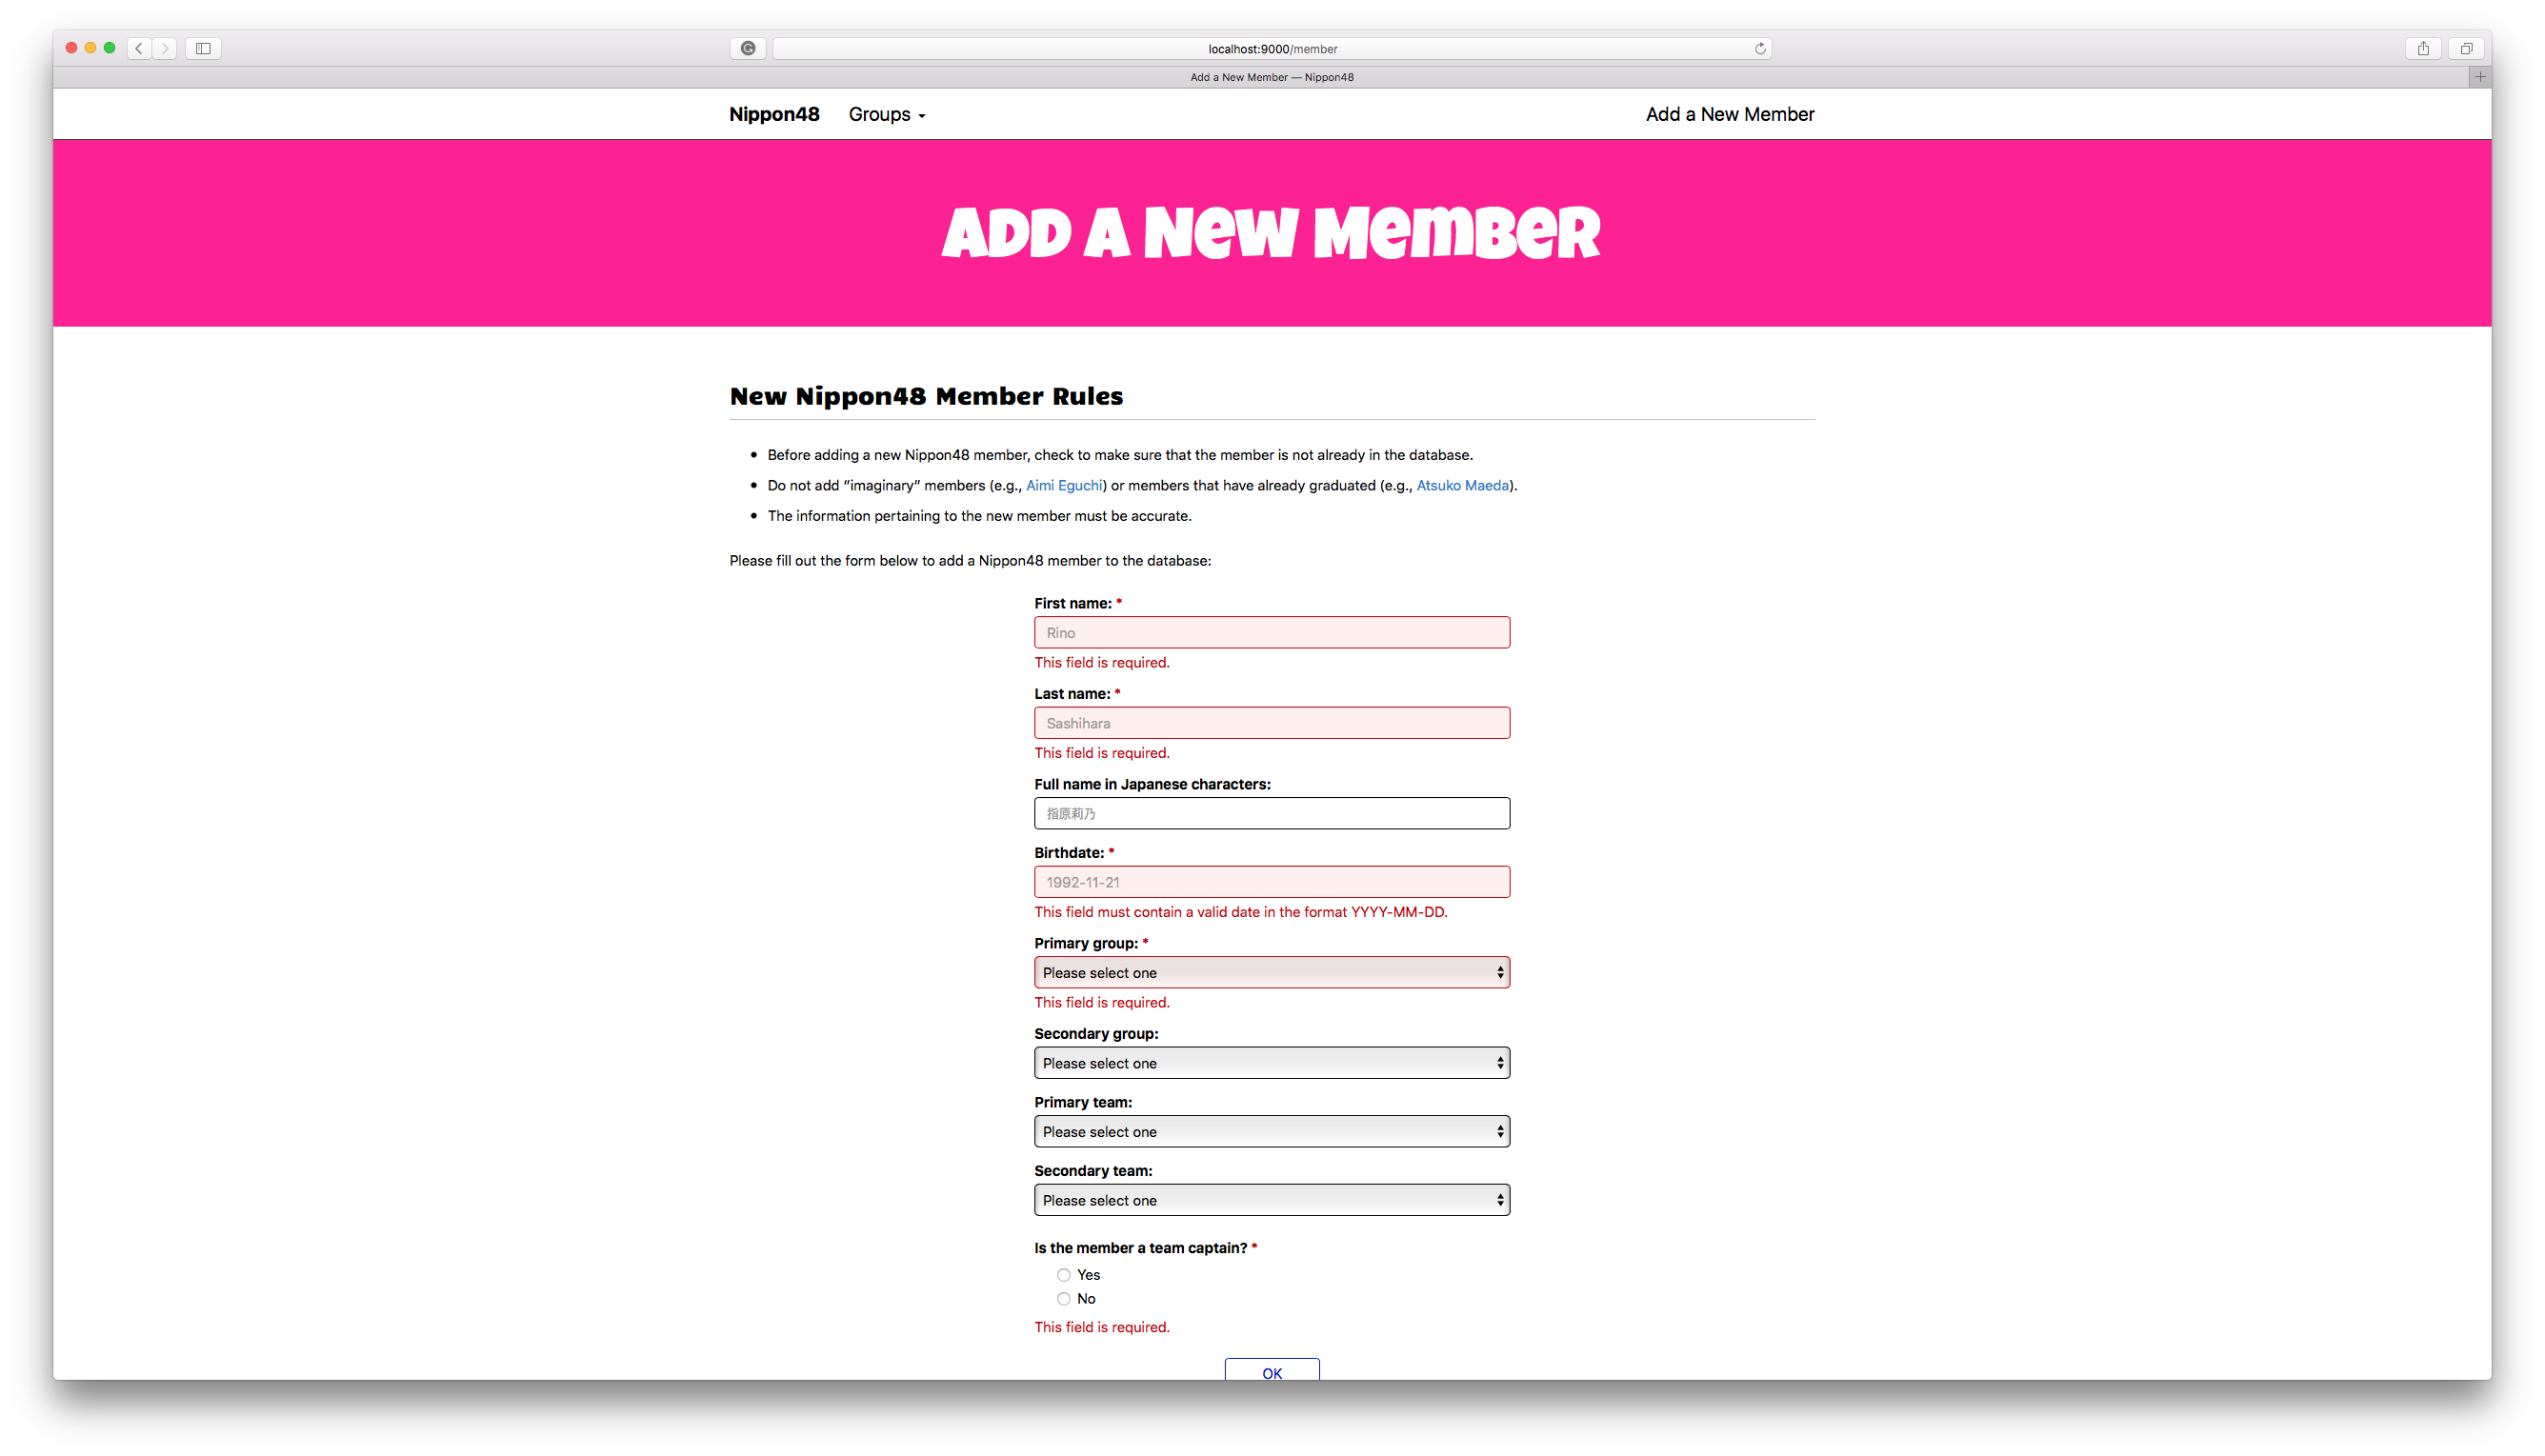 localhost:9000/member
Add a New Member — Nippon48
Nippon48 Groups Add a New Member
Add a New Member
New Nippon48 Member Rules
• Before adding a new Nippon48 member, check to make sure that the member is not already in the database.
• Do not add “imaginary” members (e.g., Aimi Eguchi) or members that have already graduated (e.g., Atsuko Maeda).
• The information pertaining to the new member must be accurate.
Please fill out the form below to add a Nippon48 member to the database:
First name: *
Rino
This field is required.
Last name: *
Sashihara
This field is required.
Full name in Japanese characters:
指原莉乃
Birthdate: *
1992-11-21
This field must contain a valid date in the format YYYY-MM-DD.
Primary group: *
Please select one
This field is required.
Secondary group:
Please select one
Primary team:
Please select one
Secondary team:
Please select one
Is the member a team captain? *
Yes
No
This field is required.
OK